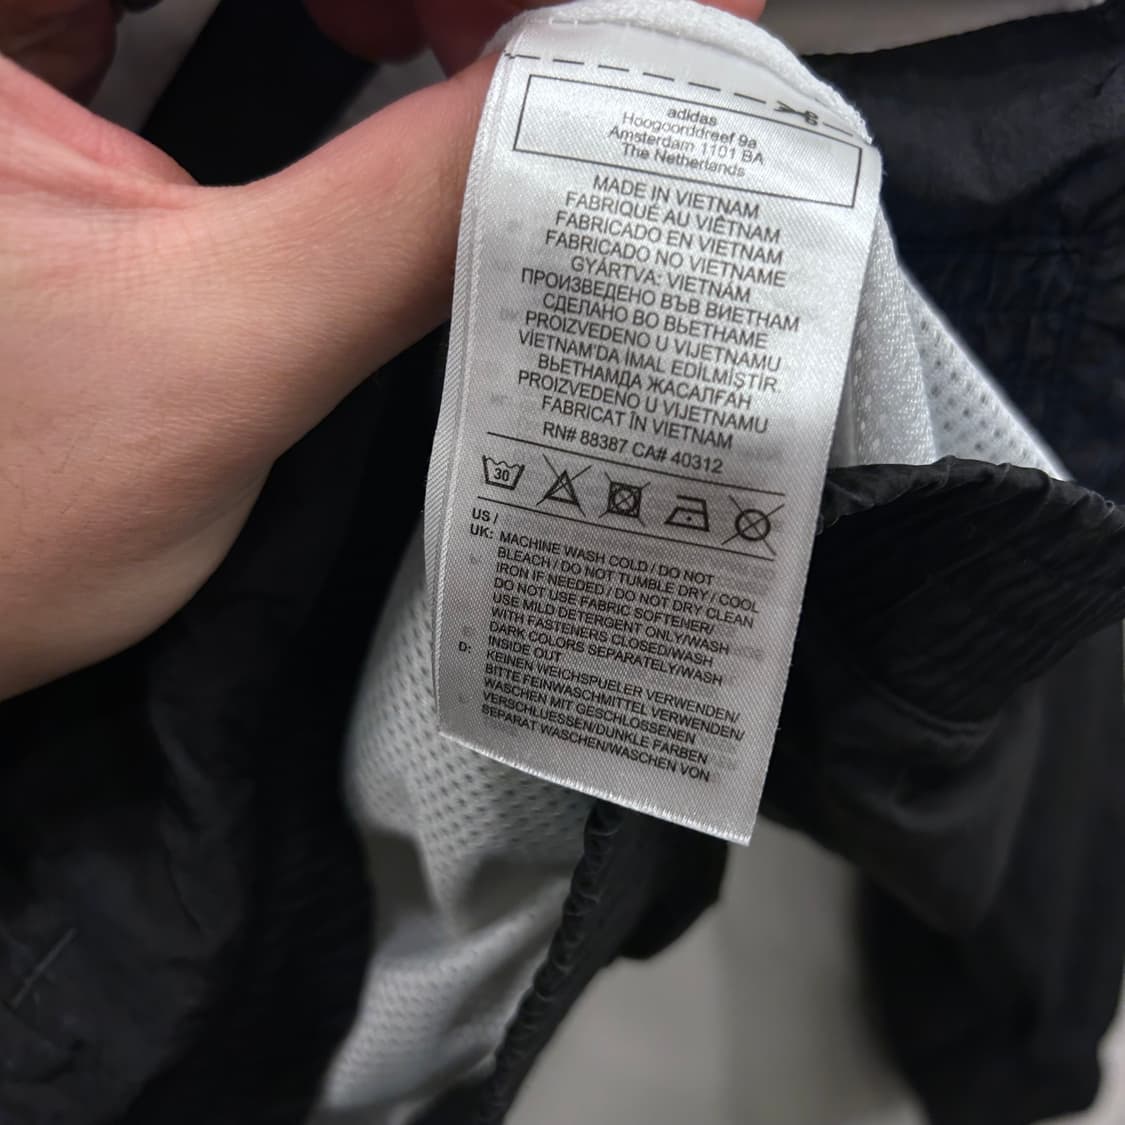 adidas
Hoogoorddreef 9a
Amsterdam 1101 BA
The Netherlands
MADE IN VIETNAM
FABRIQUÉ AU VIÊTNAM
FABRICADO EN VIETNAM
FABRICADO NO VIETNAME
GYÁRTVA: VIETNÁM
ПРОИЗВЕДЕНО ВЪВ ВИЕТНАМ
СДЕЛАНО ВО ВЬЕТНАМЕ
PROIZVEDENO U VIJETNAMU
VİETNAM'DA İMAL EDİLMİŞTİR
ВЬЕТНАМДА ЖАСАЛҒАН
PROIZVEDENO U VIJETNAMU
FABRICAT ÎN VIETNAM
RN# 88387 CA# 40312
30
US /
UK: MACHINE WASH COLD / DO NOT
BLEACH / DO NOT TUMBLE DRY / COOL
IRON IF NEEDED / DO NOT DRY CLEAN
DO NOT USE FABRIC SOFTENER/
USE MILD DETERGENT ONLY/WASH
WITH FASTENERS CLOSED/WASH
DARK COLORS SEPARATELY/WASH
INSIDE OUT
D: KEINEN WEICHSPUELER VERWENDEN/
BITTE FEINWASCHMITTEL VERWENDEN/
WASCHEN MIT GESCHLOSSENEN
VERSCHLUESSEN/DUNKLE FARBEN
SEPARAT WASCHEN/WASCHEN VON